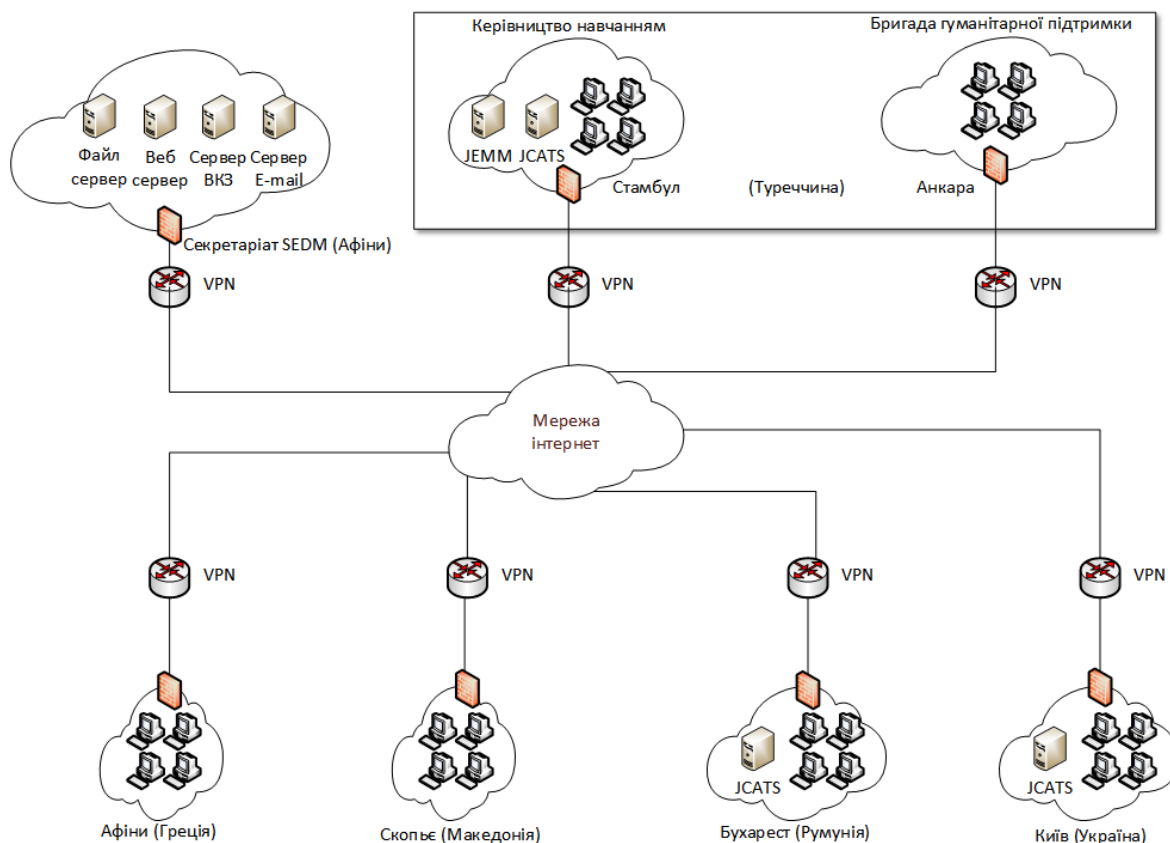 Керівництво навчанням
Бригада гуманітарної підтримки
Файл
сервер
Веб
сервер
Сервер
ВКЗ
Сервер
E-mail
JEMM
JCATS
Стамбул
(Туреччина)
Анкара
Секретаріат SEDM (Афіни)
VPN
VPN
VPN
Мережа
інтернет
VPN
VPN
VPN
VPN
JCATS
JCATS
Афіни (Греція)
Скопьє (Македонія)
Бухарест (Румунія)
Київ (Україна)